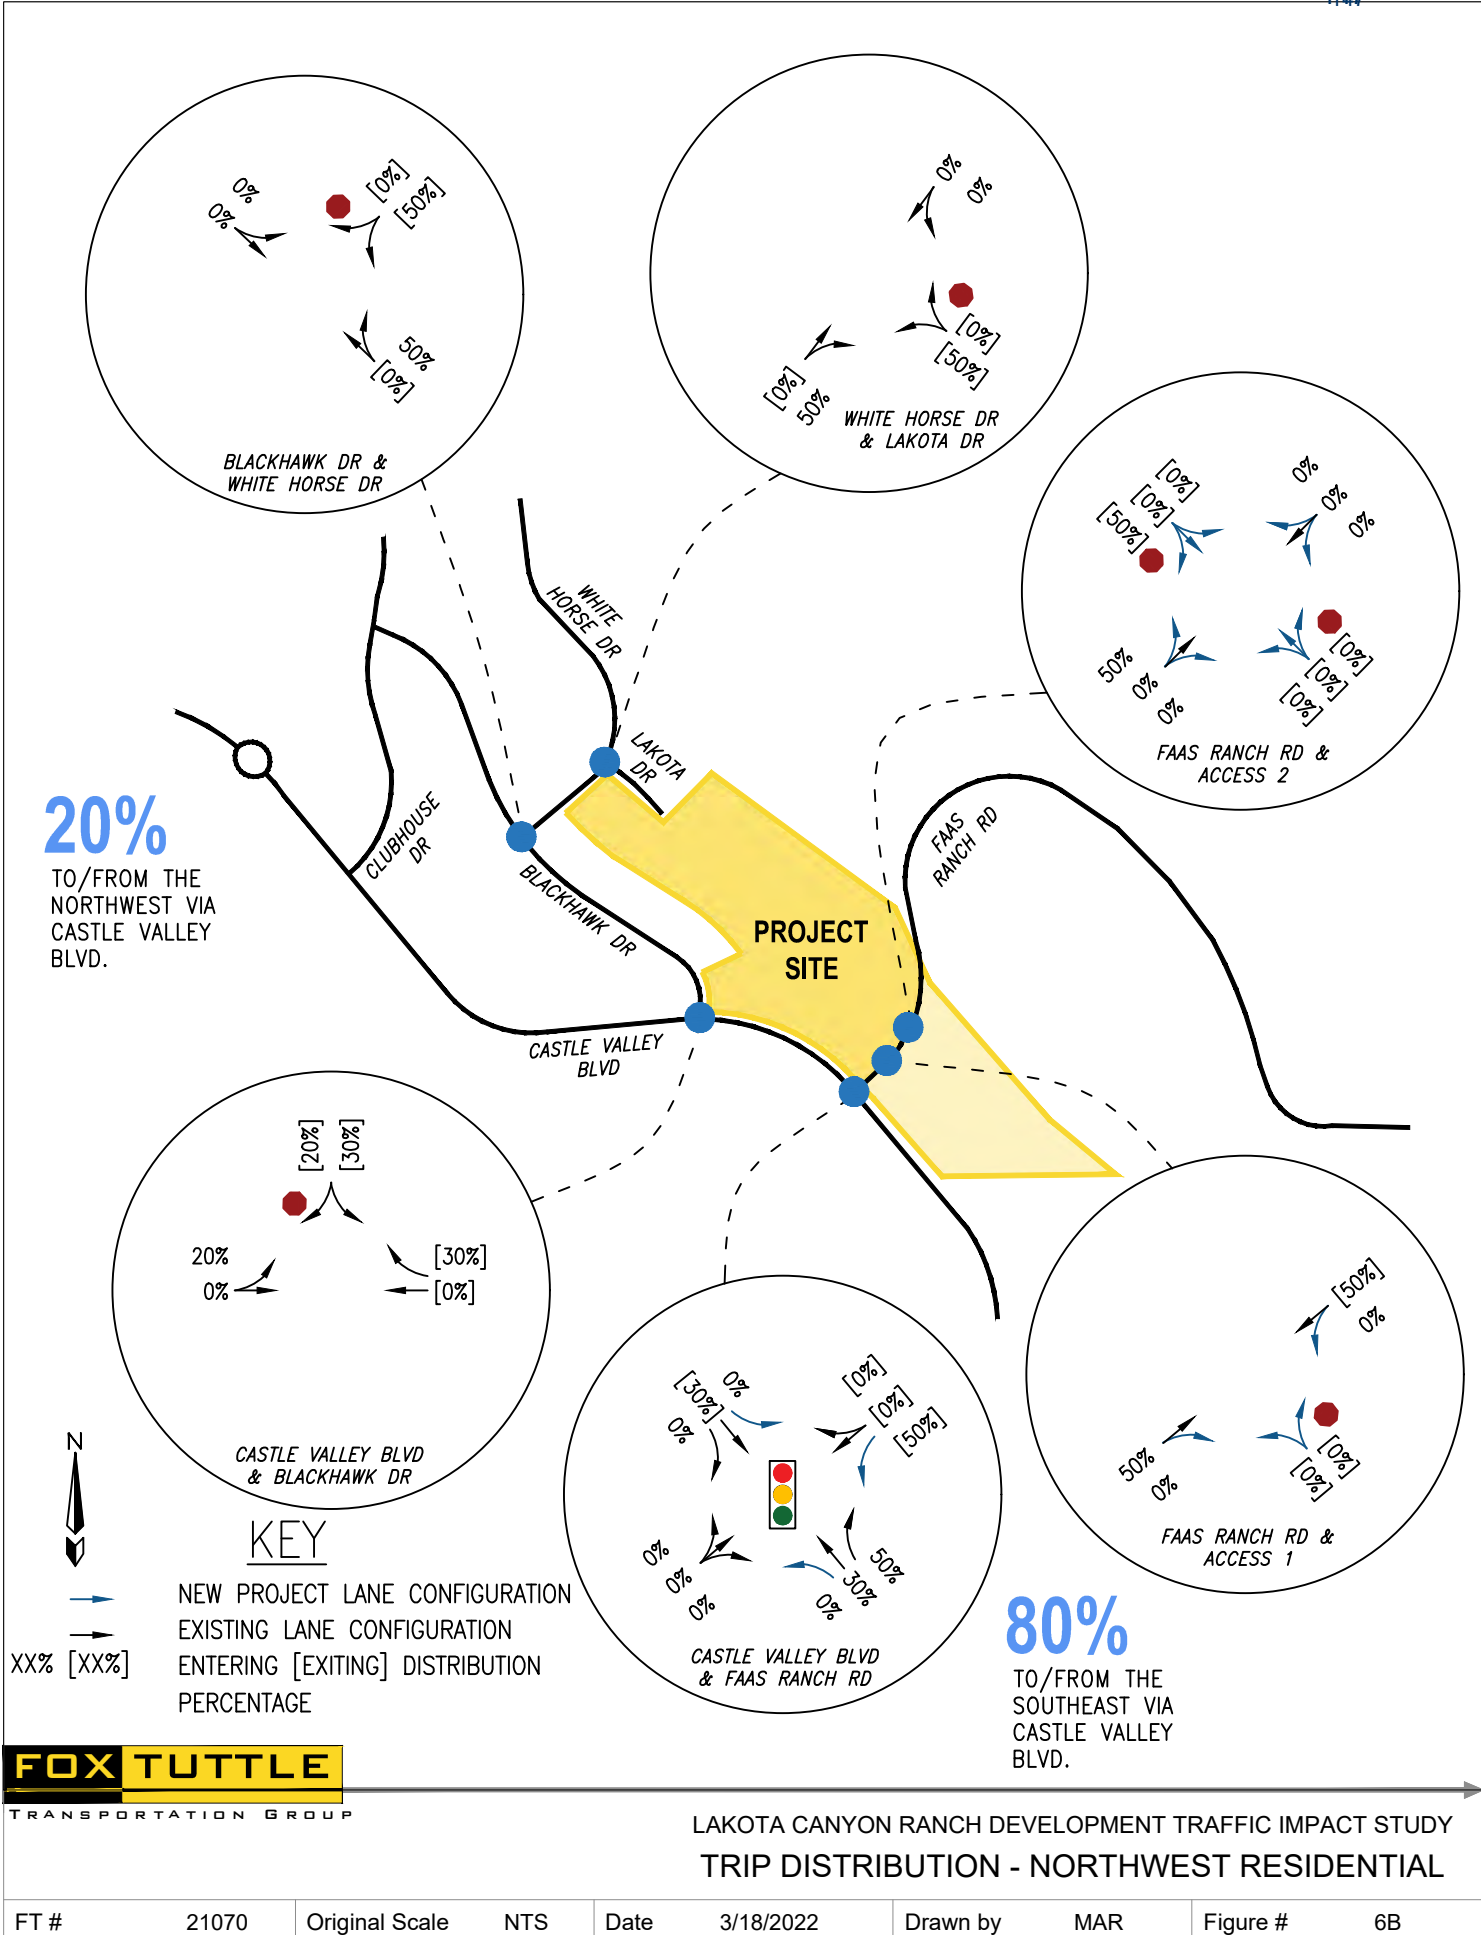 0%
0%
[0%]
[50%]
50%
[0%]
BLACKHAWK DR &
WHITE HORSE DR
0%
0%
[0%]
[50%]
[0%]
50%
WHITE HORSE DR
& LAKOTA DR
[0%]
[0%]
[50%]
0%
0%
0%
50%
0%
0%
[0%]
[0%]
[0%]
FAAS RANCH RD &
ACCESS 2
WHITE
HORSE DR
LAKOTA
DR
CLUBHOUSE
DR
BLACKHAWK DR
FAAS
RANCH RD
PROJECT
SITE
CASTLE VALLEY
BLVD
20%
TO/FROM THE
NORTHWEST VIA
CASTLE VALLEY
BLVD.
[20%]
[30%]
20%
0%
[30%]
[0%]
CASTLE VALLEY BLVD
& BLACKHAWK DR
0%
[30%]
0%
[0%]
[0%]
[50%]
0%
0%
0%
50%
30%
0%
CASTLE VALLEY BLVD
& FAAS RANCH RD
[50%]
0%
50%
0%
[0%]
[0%]
FAAS RANCH RD &
ACCESS 1
80%
TO/FROM THE
SOUTHEAST VIA
CASTLE VALLEY
BLVD.
N
KEY
NEW PROJECT LANE CONFIGURATION
EXISTING LANE CONFIGURATION
XX% [XX%] ENTERING [EXITING] DISTRIBUTION
PERCENTAGE
FOX TUTTLE
TRANSPORTATION GROUP
LAKOTA CANYON RANCH DEVELOPMENT TRAFFIC IMPACT STUDY
TRIP DISTRIBUTION - NORTHWEST RESIDENTIAL
FT # 21070 Original Scale NTS Date 3/18/2022 Drawn by MAR Figure # 6B